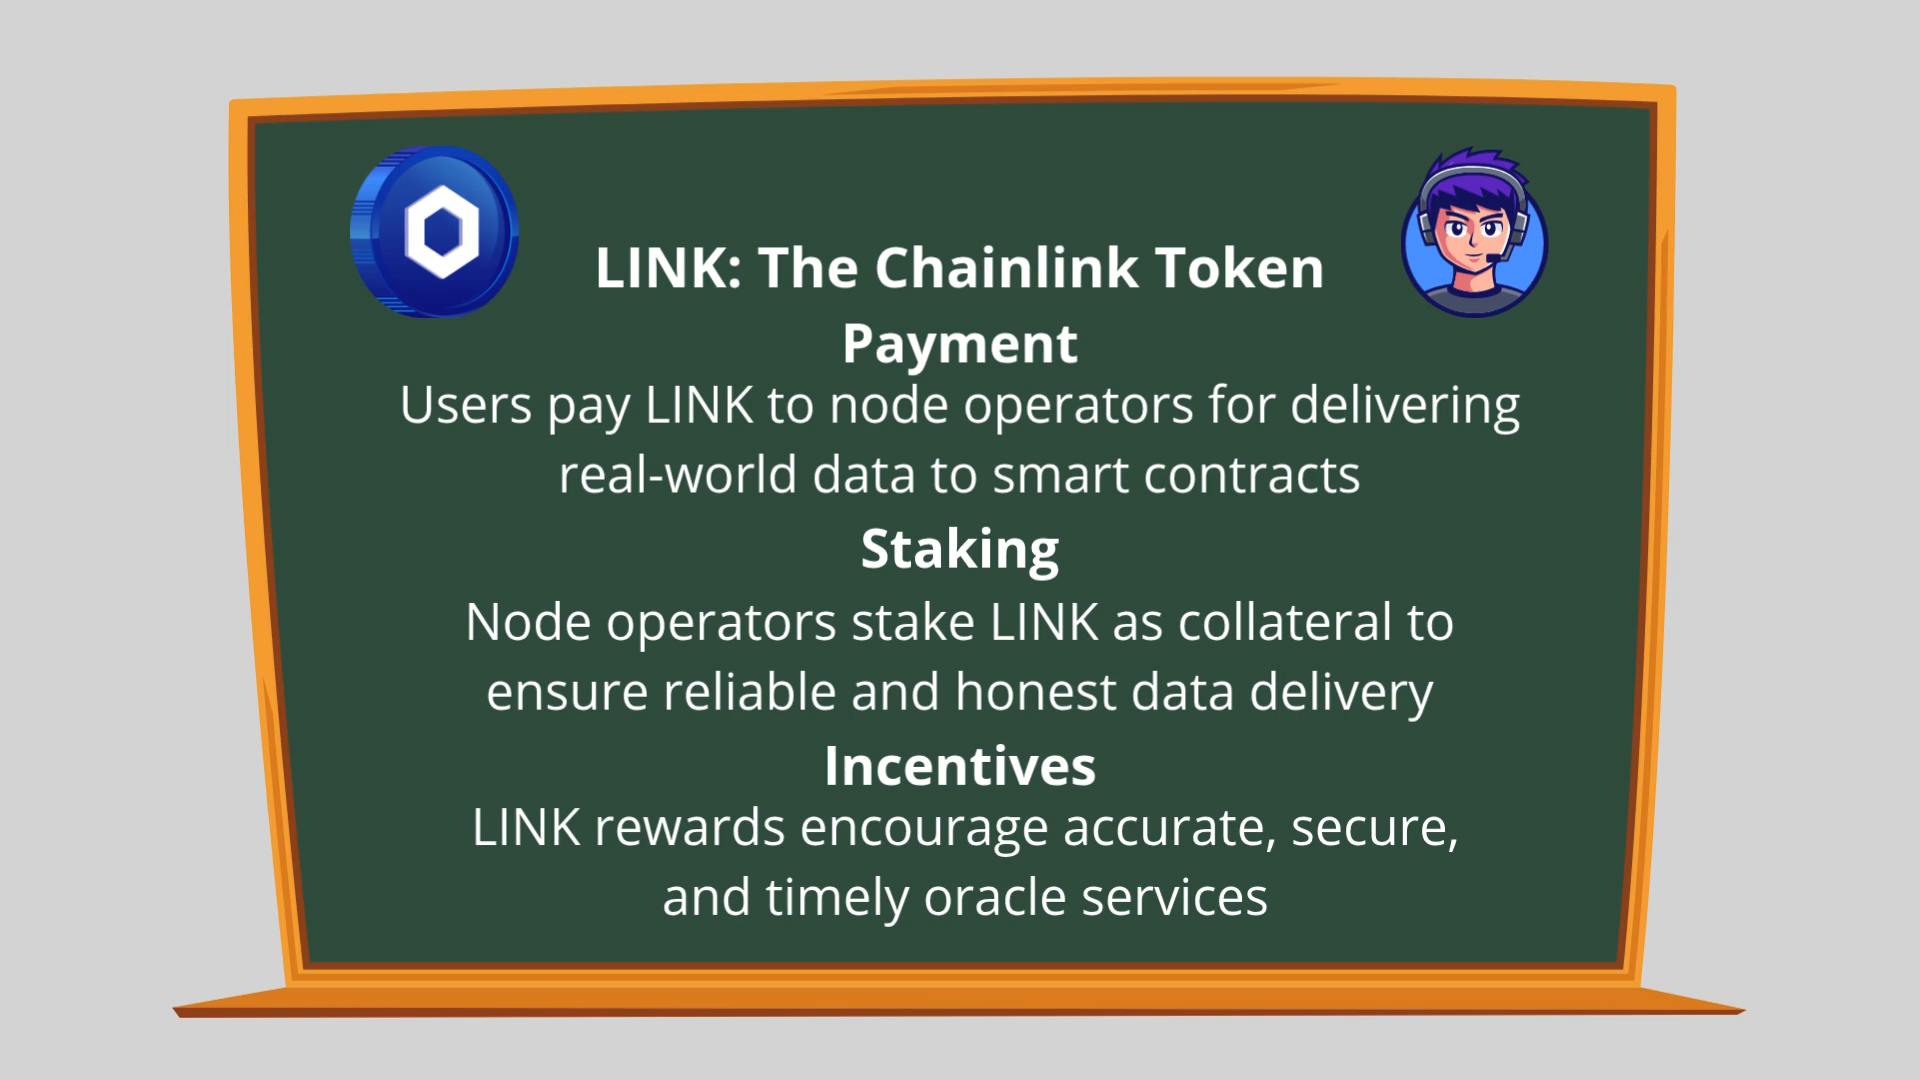 LINK: The Chainlink Token
Payment
Users pay LINK to node operators for delivering
real-world data to smart contracts
Staking
Node operators stake LINK as collateral to
ensure reliable and honest data delivery
Incentives
LINK rewards encourage accurate, secure,
and timely oracle services